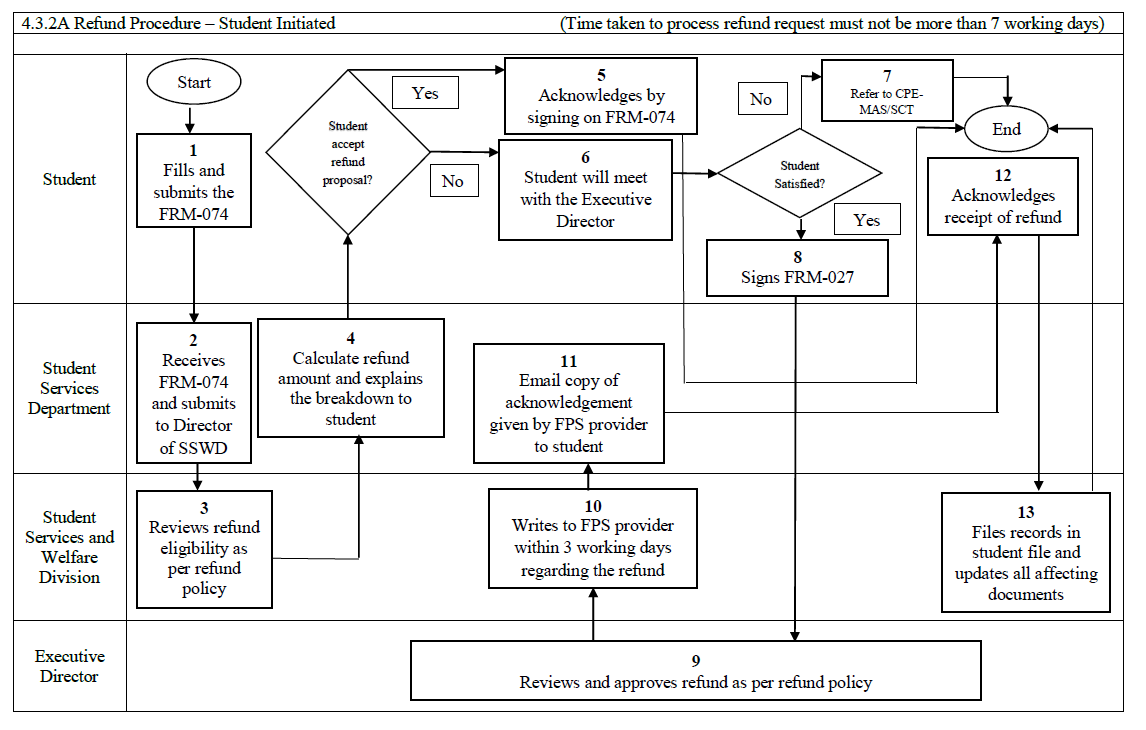 4.3.2A Refund Procedure – Student Initiated (Time taken to process refund request must not be more than 7 working days)
Student
Start
1
Fills and
submits the
FRM-074
Student
accept
refund
proposal?
Yes
No
5
Acknowledges by
signing on FRM-074
6
Student will meet
with the Executive
Director
No
7
Refer to CPE-
MAS/SCT
Student
Satisfied?
Yes
8
Signs FRM-027
End
12
Acknowledges
receipt of refund
Student
Services
Department
2
Receives
FRM-074
and submits
to Director
of SSWD
4
Calculate refund
amount and explains
the breakdown to
student
11
Email copy of
acknowledgement
given by FPS provider
to student
Student
Services and
Welfare
Division
3
Reviews refund
eligibility as
per refund
policy
10
Writes to FPS provider
within 3 working days
regarding the refund
13
Files records in
student file and
updates all affecting
documents
Executive
Director
9
Reviews and approves refund as per refund policy